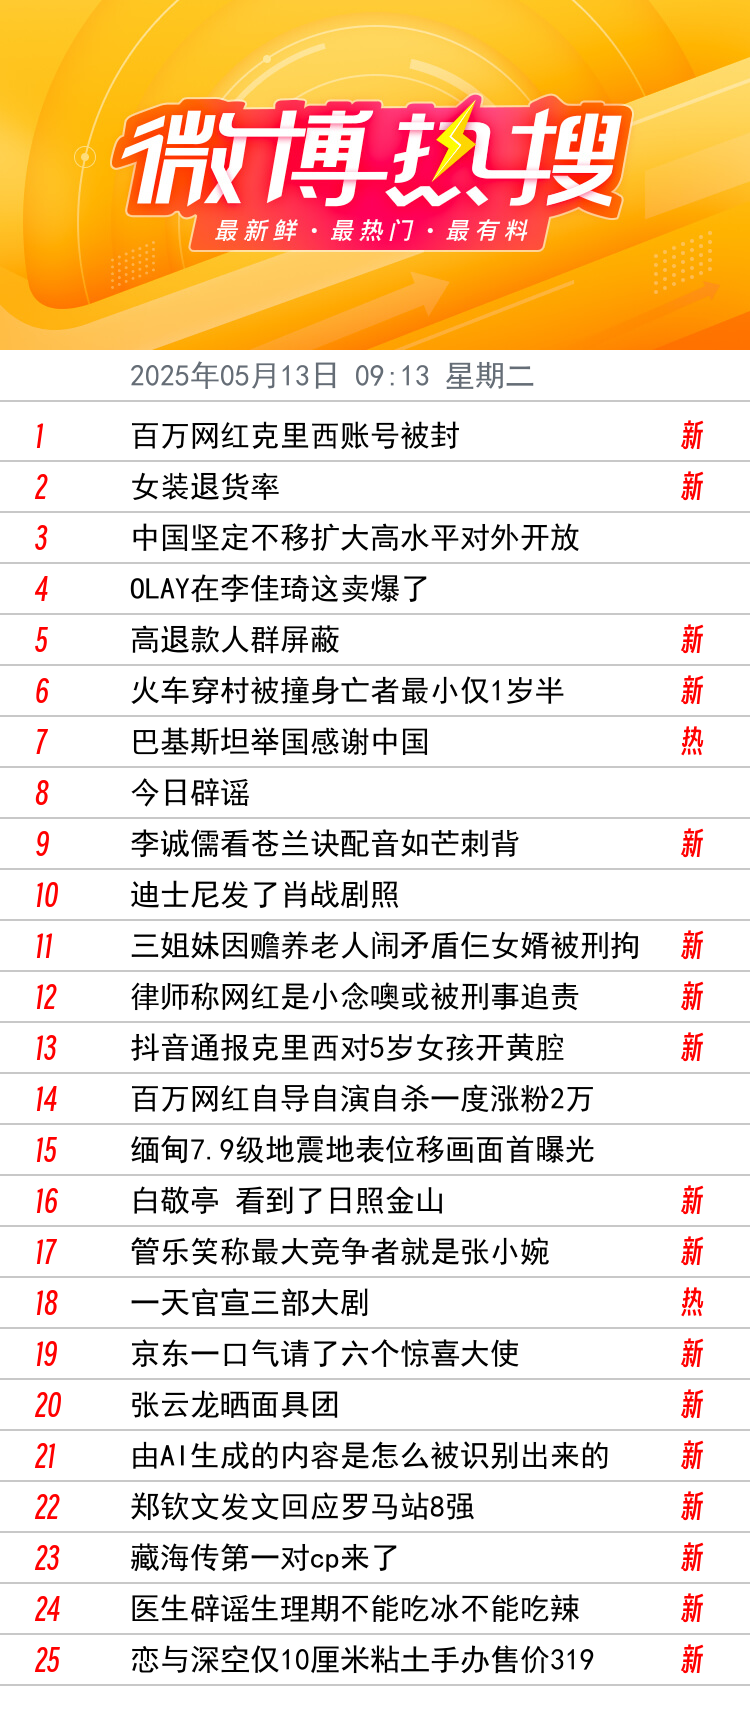 微博热搜
最新鲜·最热门·最有料
2025年05月13日 09:13 星期二
1 百万网红克里西账号被封 新
2 女装退货率 新
3 中国坚定不移扩大高水平对外开放
4 OLAY在李佳琦这卖爆了
5 高退款人群屏蔽 新
6 火车穿村被撞身亡者最小仅1岁半 新
7 巴基斯坦举国感谢中国 热
8 今日辟谣
9 李诚儒看苍兰诀配音如芒刺背 新
10 迪士尼发了肖战剧照
11 三姐妹因赡养老人闹矛盾仨女婿被刑拘 新
12 律师称网红是小念噢或被刑事追责 新
13 抖音通报克里西对5岁女孩开黄腔 新
14 百万网红自导自演自杀一度涨粉2万
15 缅甸7.9级地震地表位移画面首曝光
16 白敬亭 看到了日照金山 新
17 管乐笑称最大竞争者就是张小婉 新
18 一天官宣三部大剧 热
19 京东一口气请了六个惊喜大使 新
20 张云龙晒面具团 新
21 由AI生成的内容是怎么被识别出来的 新
22 郑钦文发文回应罗马站8强 新
23 藏海传第一对cp来了 新
24 医生辟谣生理期不能吃冰不能吃辣 新
25 恋与深空仅10厘米粘土手办售价319 新